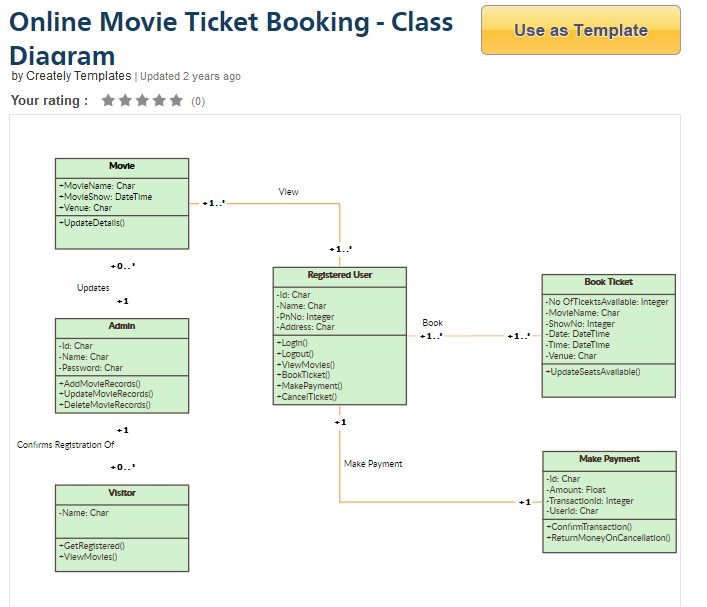 Online Movie Ticket Booking - Class
Diagram
Use as Template
by Creately Templates | Updated 2 years ago
Your rating : (0)
Movie
+MovieName: Char
+MovieShow: DateTime
+Venue: Char
+UpdateDetails()
+1..*
View
+1..*
+0..*
Updates
+1
Admin
-Id: Char
-Name: Char
-Password: Char
+AddMovieRecords()
+UpdateMovieRecords()
+DeleteMovieRecords()
+1
Confirms Registration Of
+0..*
Visitor
-Name: Char
+GetRegistered()
+ViewMovies()
Registered User
-Id: Char
-Name: Char
-PhNo: Integer
-Address: Char
+Login()
+Logout()
+ViewMovies()
+BookTicket()
+MakePayment()
+CancelTicket()
Book
+1..*
+1..*
Book Ticket
-No OfTicektsAvailable: Integer
-MovieName: Char
-ShowNo: Integer
-Date: DateTime
-Time: DateTime
-Venue: Char
+UpdateSeatsAvailable()
+1
Make Payment
+1
Make Payment
-Id: Char
-Amount: Float
-TransactionId: Integer
-UserId: Char
+ConfirmTransaction()
+ReturnMoneyOnCancellation()